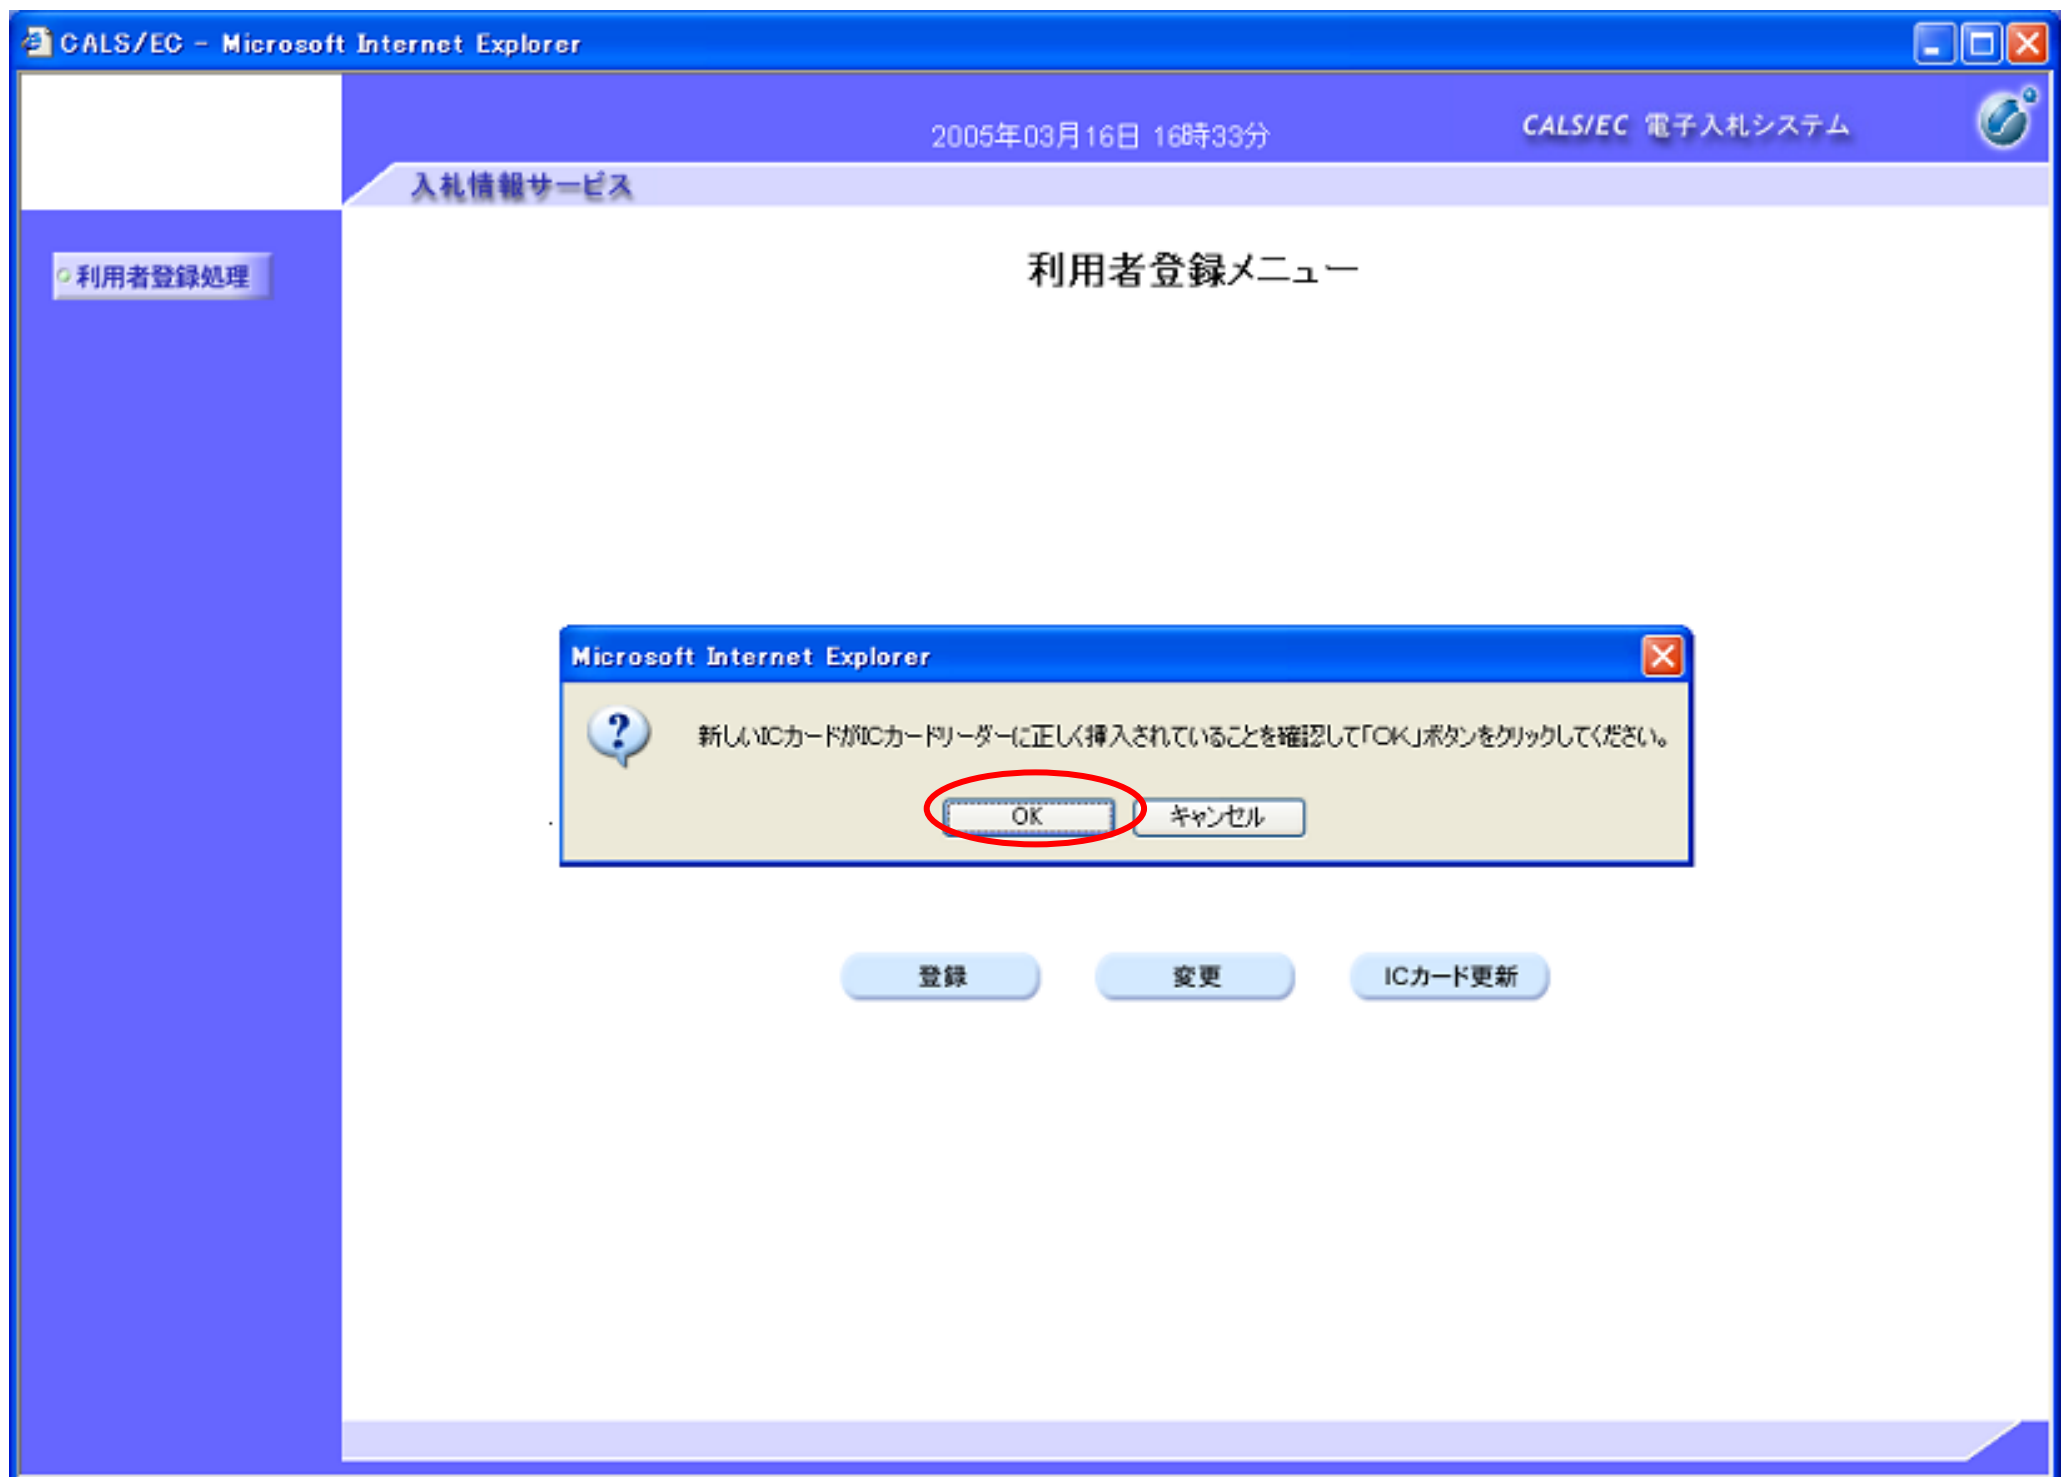 CALS/EC - Microsoft Internet Explorer
2005年03月16日 16時33分
CALS/EC 電子入札システム
入札情報サービス
利用者登録処理
利用者登録メニュー
Microsoft Internet Explorer
新しいICカードがICカードリーダーに正しく挿入されていることを確認して「OK」ボタンをクリックしてください。
OK
キャンセル
登録
変更
ICカード更新